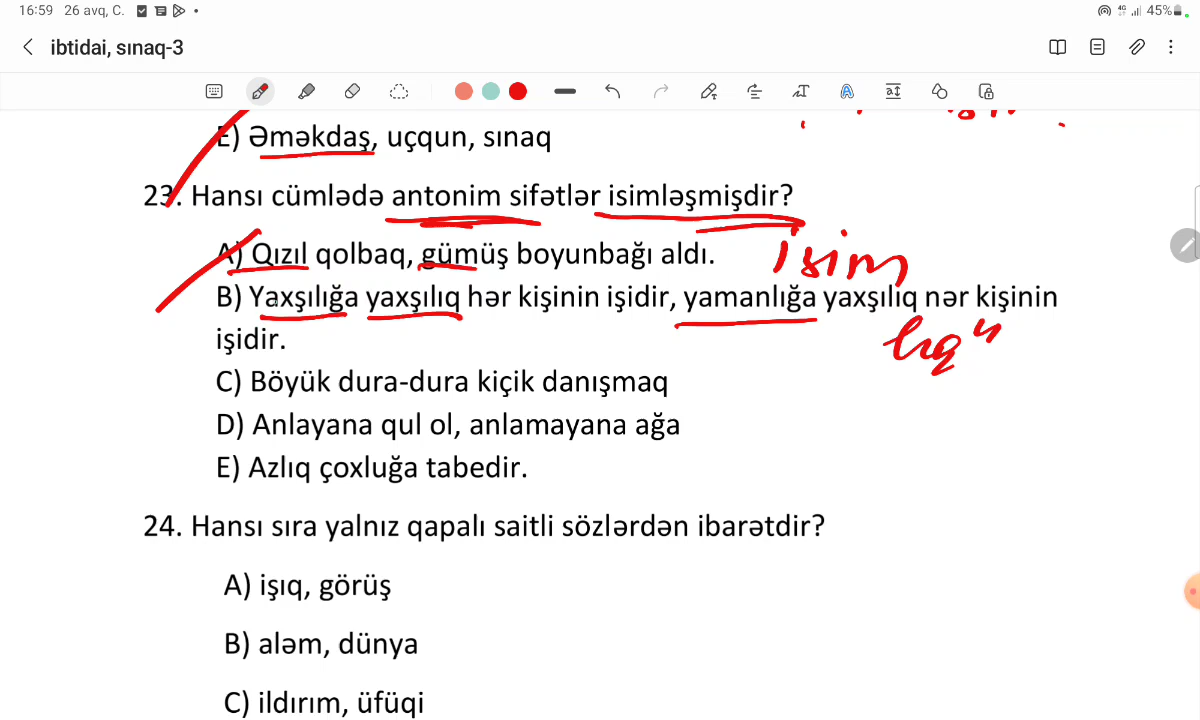 16:59 26 avq, C. 4G 45%
ibtidai, sınaq-3
E) Əməkdaş, uçqun, sınaq
23. Hansı cümlədə antonim sifətlər isimləşmişdir?
A) Qızıl qolbaq, gümüş boyunbağı aldı.
isim
B) Yaxşılığa yaxşılıq hər kişinin işidir, yamanlığa yaxşılıq nər kişinin
işidir.
lıq⁴
C) Böyük dura-dura kiçik danışmaq
D) Anlayana qul ol, anlamayana ağa
E) Azlıq çoxluğa tabedir.
24. Hansı sıra yalnız qapalı saitli sözlərdən ibarətdir?
A) işıq, görüş
B) aləm, dünya
C) ildırım, üfüqi